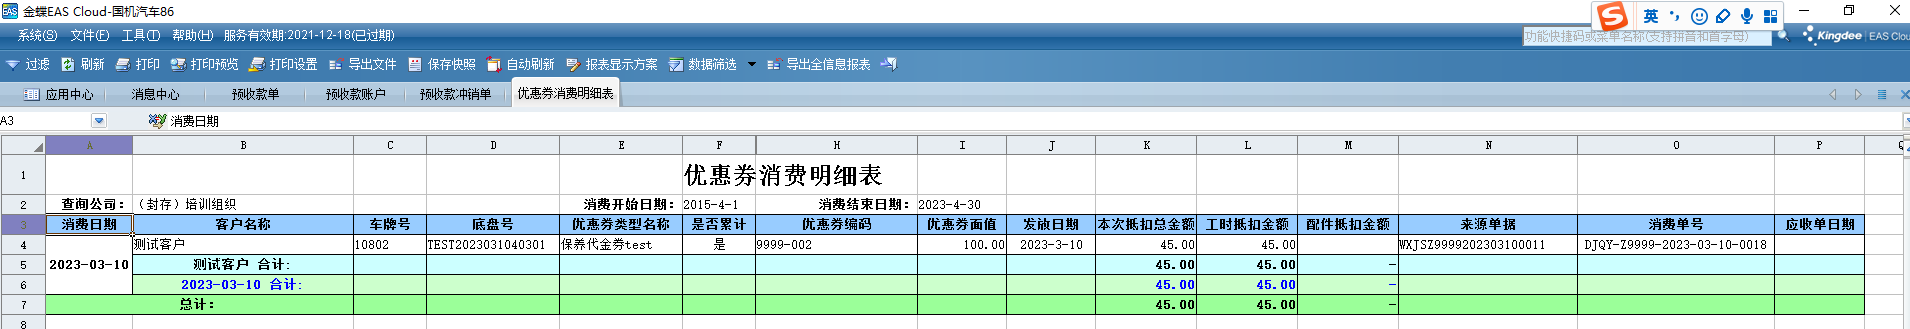 金蝶EAS Cloud-国机汽车86
英
系统(S) 文件(F) 工具(T) 帮助(H) 服务有效期:2021-12-18(已过期)
功能快捷码或菜单名称(支持拼音和首字母)
Kingdee EAS Clou
过滤 刷新 打印 打印预览 打印设置 导出文件 保存快照 自动刷新 报表显示方案 数据筛选 导出全信息报表
应用中心 消息中心 预收款单 预收款账户 预收款冲销单 优惠券消费明细表
A3 消费日期
A B C D E F H I J K L M N O P Q
1 优惠券消费明细表
2 查询公司: (封存)培训组织 消费开始日期: 2015-4-1 消费结束日期: 2023-4-30
3 消费日期 客户名称 车牌号 底盘号 优惠券类型名称 是否累计 优惠券编码 优惠券面值 发放日期 本次抵扣总金额 工时抵扣金额 配件抵扣金额 来源单据 消费单号 应收单日期
4 测试客户 10802 TEST2023031040301 保养代金券test 是 9999-002 100.00 2023-3-10 45.00 45.00 WXJSZ9999202303100011 DJQY-Z9999-2023-03-10-0018
5 2023-03-10 测试客户 合计: 45.00 45.00 -
6 2023-03-10 合计: 45.00 45.00 -
7 总计: 45.00 45.00 -
8